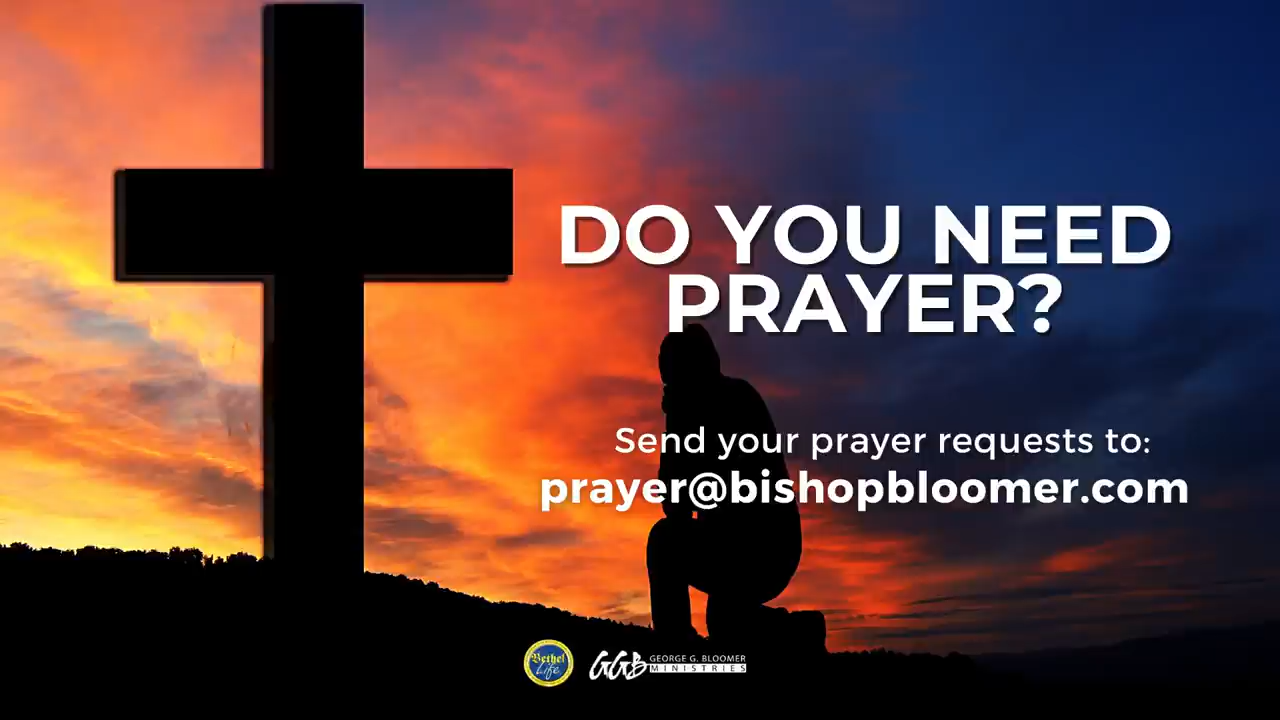 DO YOU NEED
PRAYER?
Send your prayer requests to:
prayer@bishopbloomer.com
Bethel
Life
GGB
GEORGE G. BLOOMER
MINISTRIES